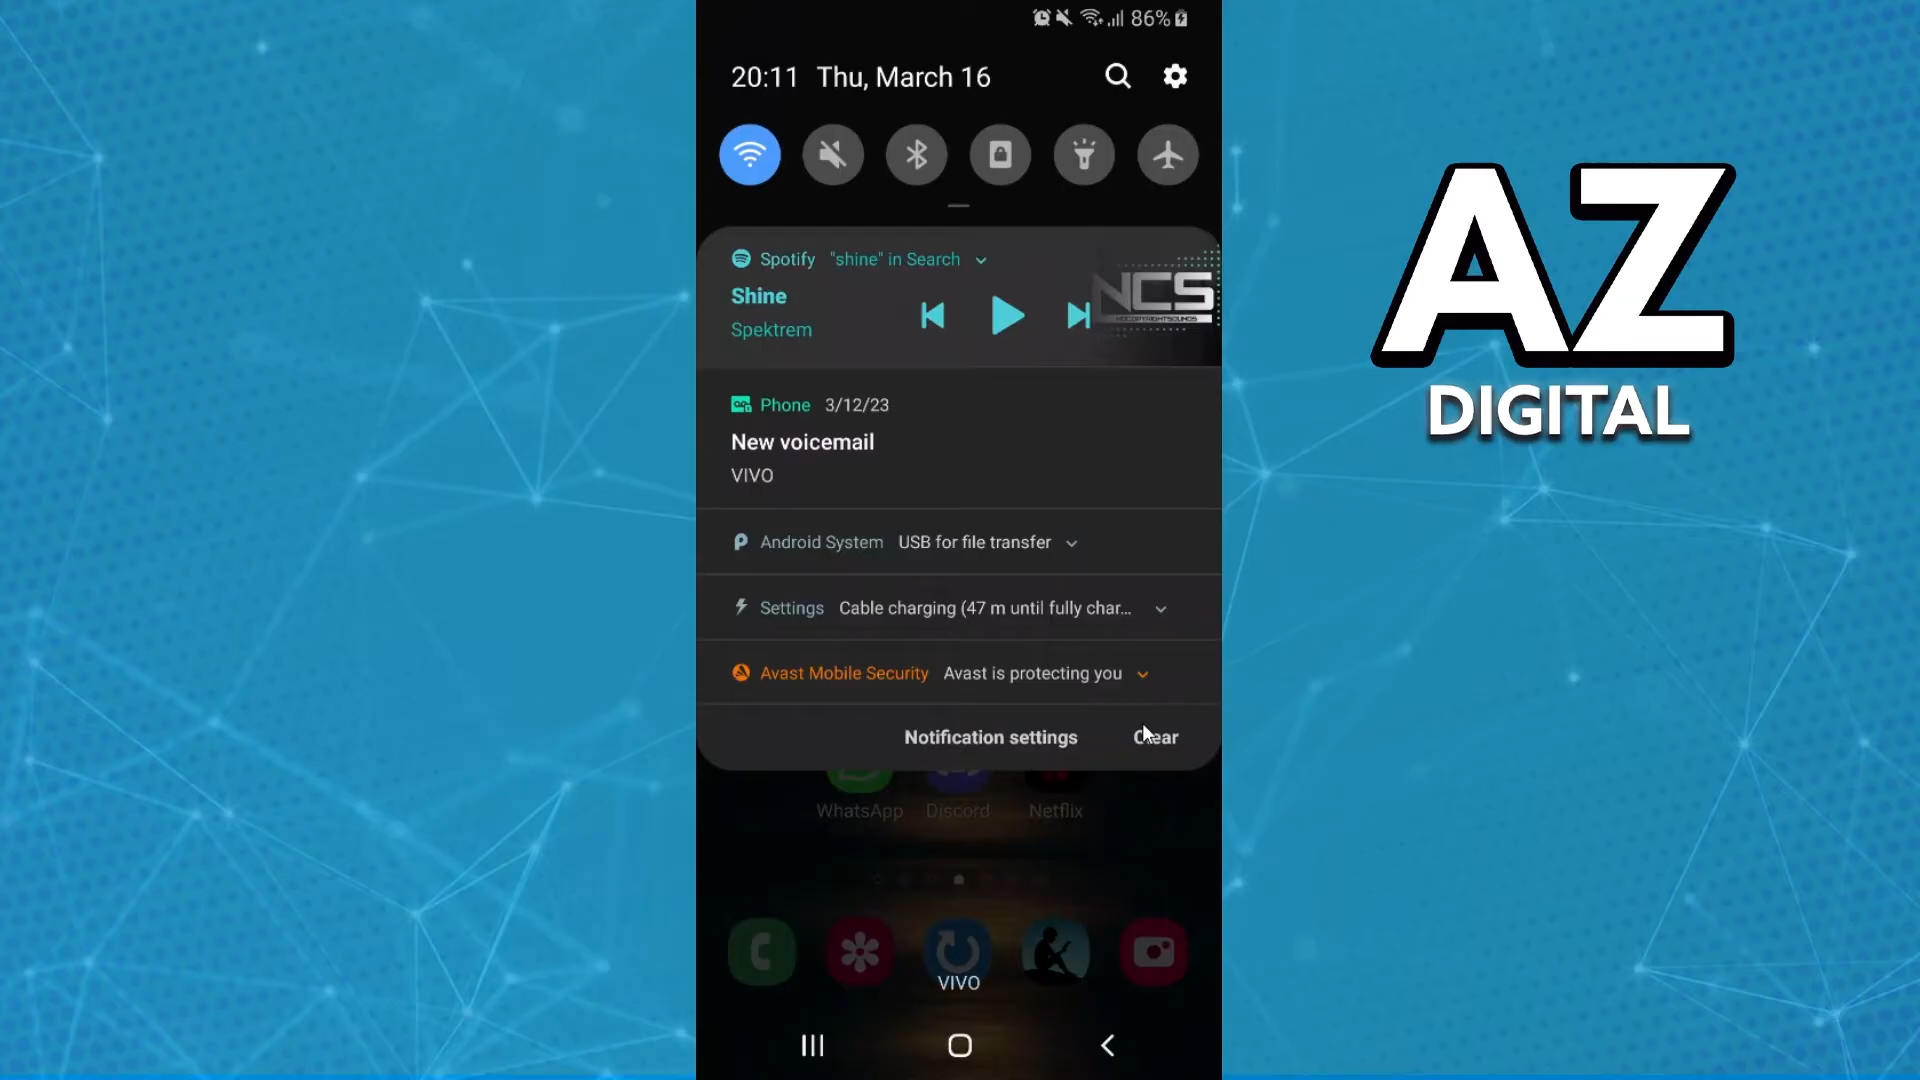 86%
20:11 Thu, March 16
Spotify "shine" in Search
Shine
Spektrem
NCS
NOCOPYRIGHTSOUNDS
Phone 3/12/23
New voicemail
VIVO
Android System USB for file transfer
Settings Cable charging (47 m until fully char...
Avast Mobile Security Avast is protecting you
Notification settings Clear
WhatsApp Discord Netflix
VIVO
AZ
DIGITAL